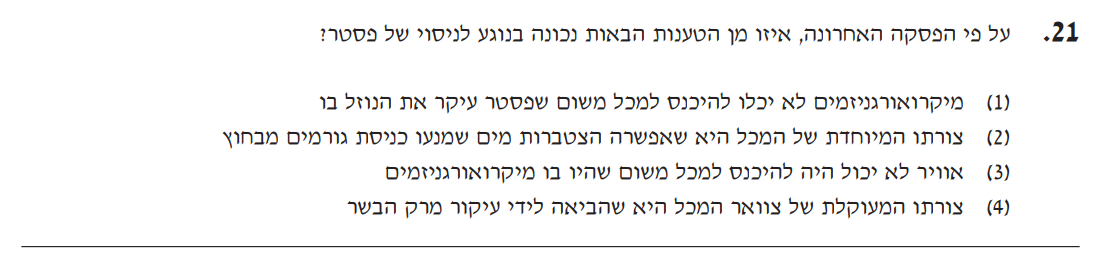 21. על פי הפסקה האחרונה, איזו מן הטענות הבאות נכונה בנוגע לניסוי של פסטר?
(1) מיקרואורגניזמים לא יכלו להיכנס למכל משום שפסטר עיקר את הנוזל בו
(2) צורתו המיוחדת של המכל היא שאפשרה הצטברות מים שמנעו כניסת גורמים מבחוץ
(3) אוויר לא יכול היה להיכנס למכל משום שהיו בו מיקרואורגניזמים
(4) צורתו המעוקלת של צוואר המכל היא שהביאה לידי עיקור מרק הבשר